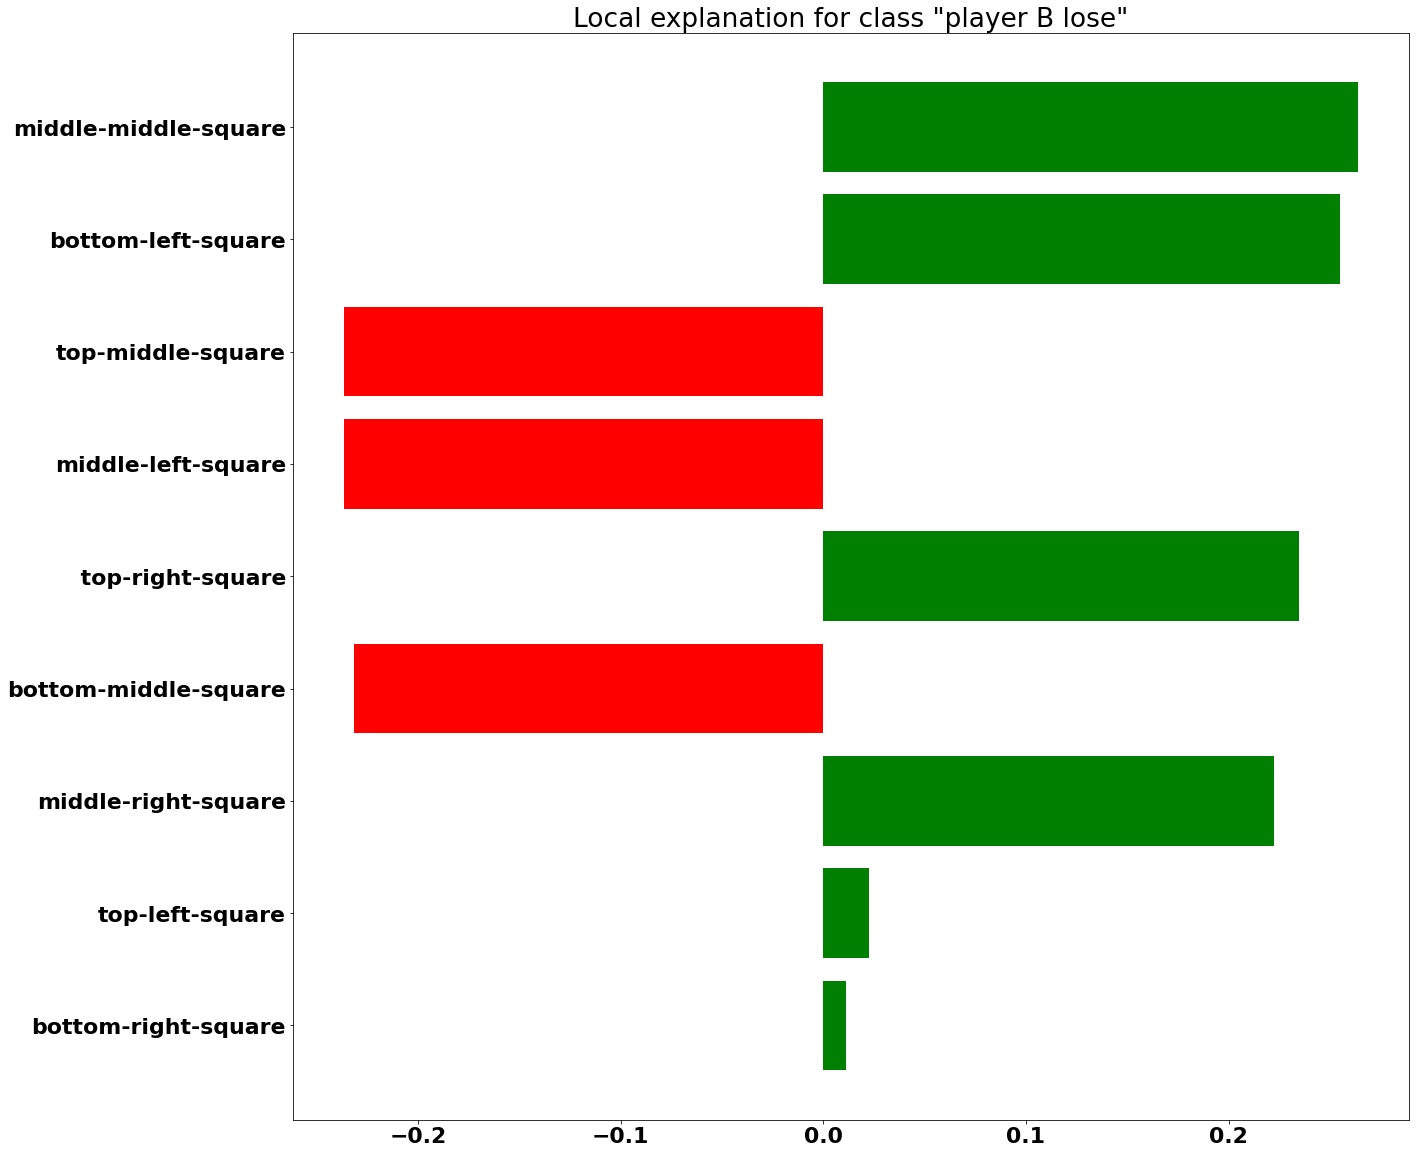 Local explanation for class "player B lose"
middle-middle-square
bottom-left-square
top-middle-square
middle-left-square
top-right-square
bottom-middle-square
middle-right-square
top-left-square
bottom-right-square
−0.2 −0.1 0.0 0.1 0.2